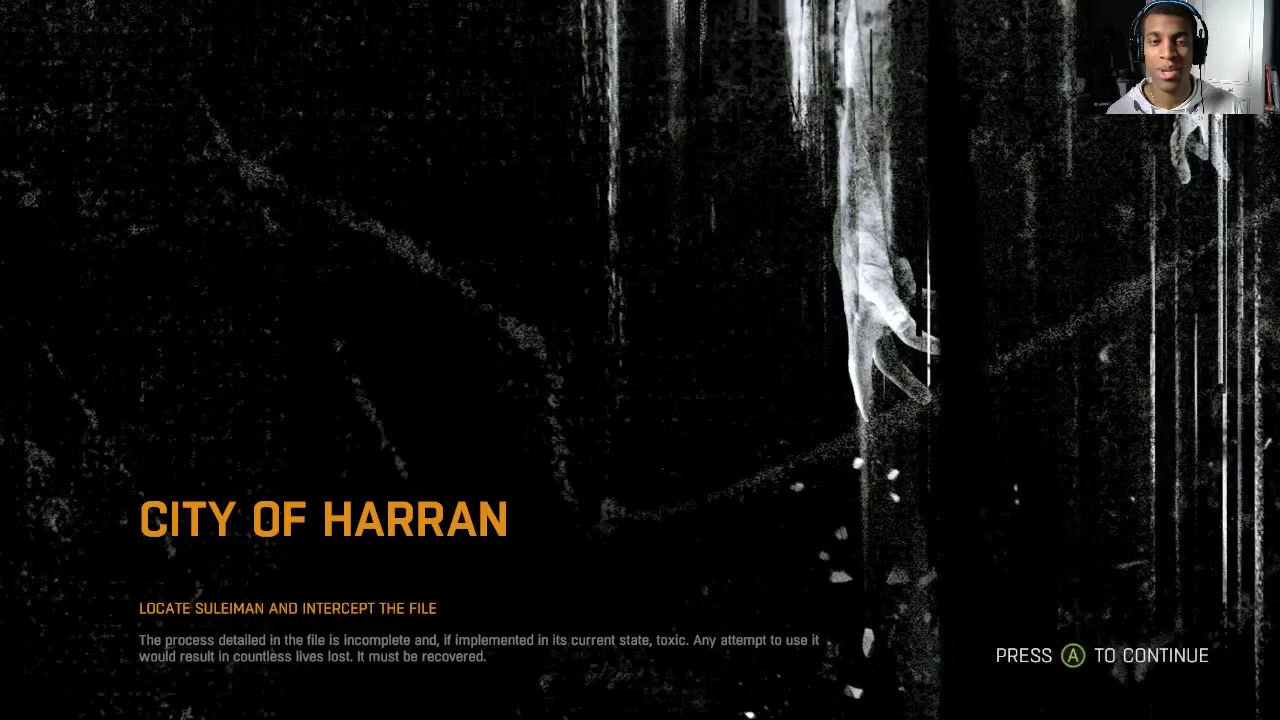 CITY OF HARRAN
LOCATE SULEIMAN AND INTERCEPT THE FILE
The process detailed in the file is incomplete and, if implemented in its current state, toxic. Any attempt to use it
would result in countless lives lost. It must be recovered.
PRESS A TO CONTINUE